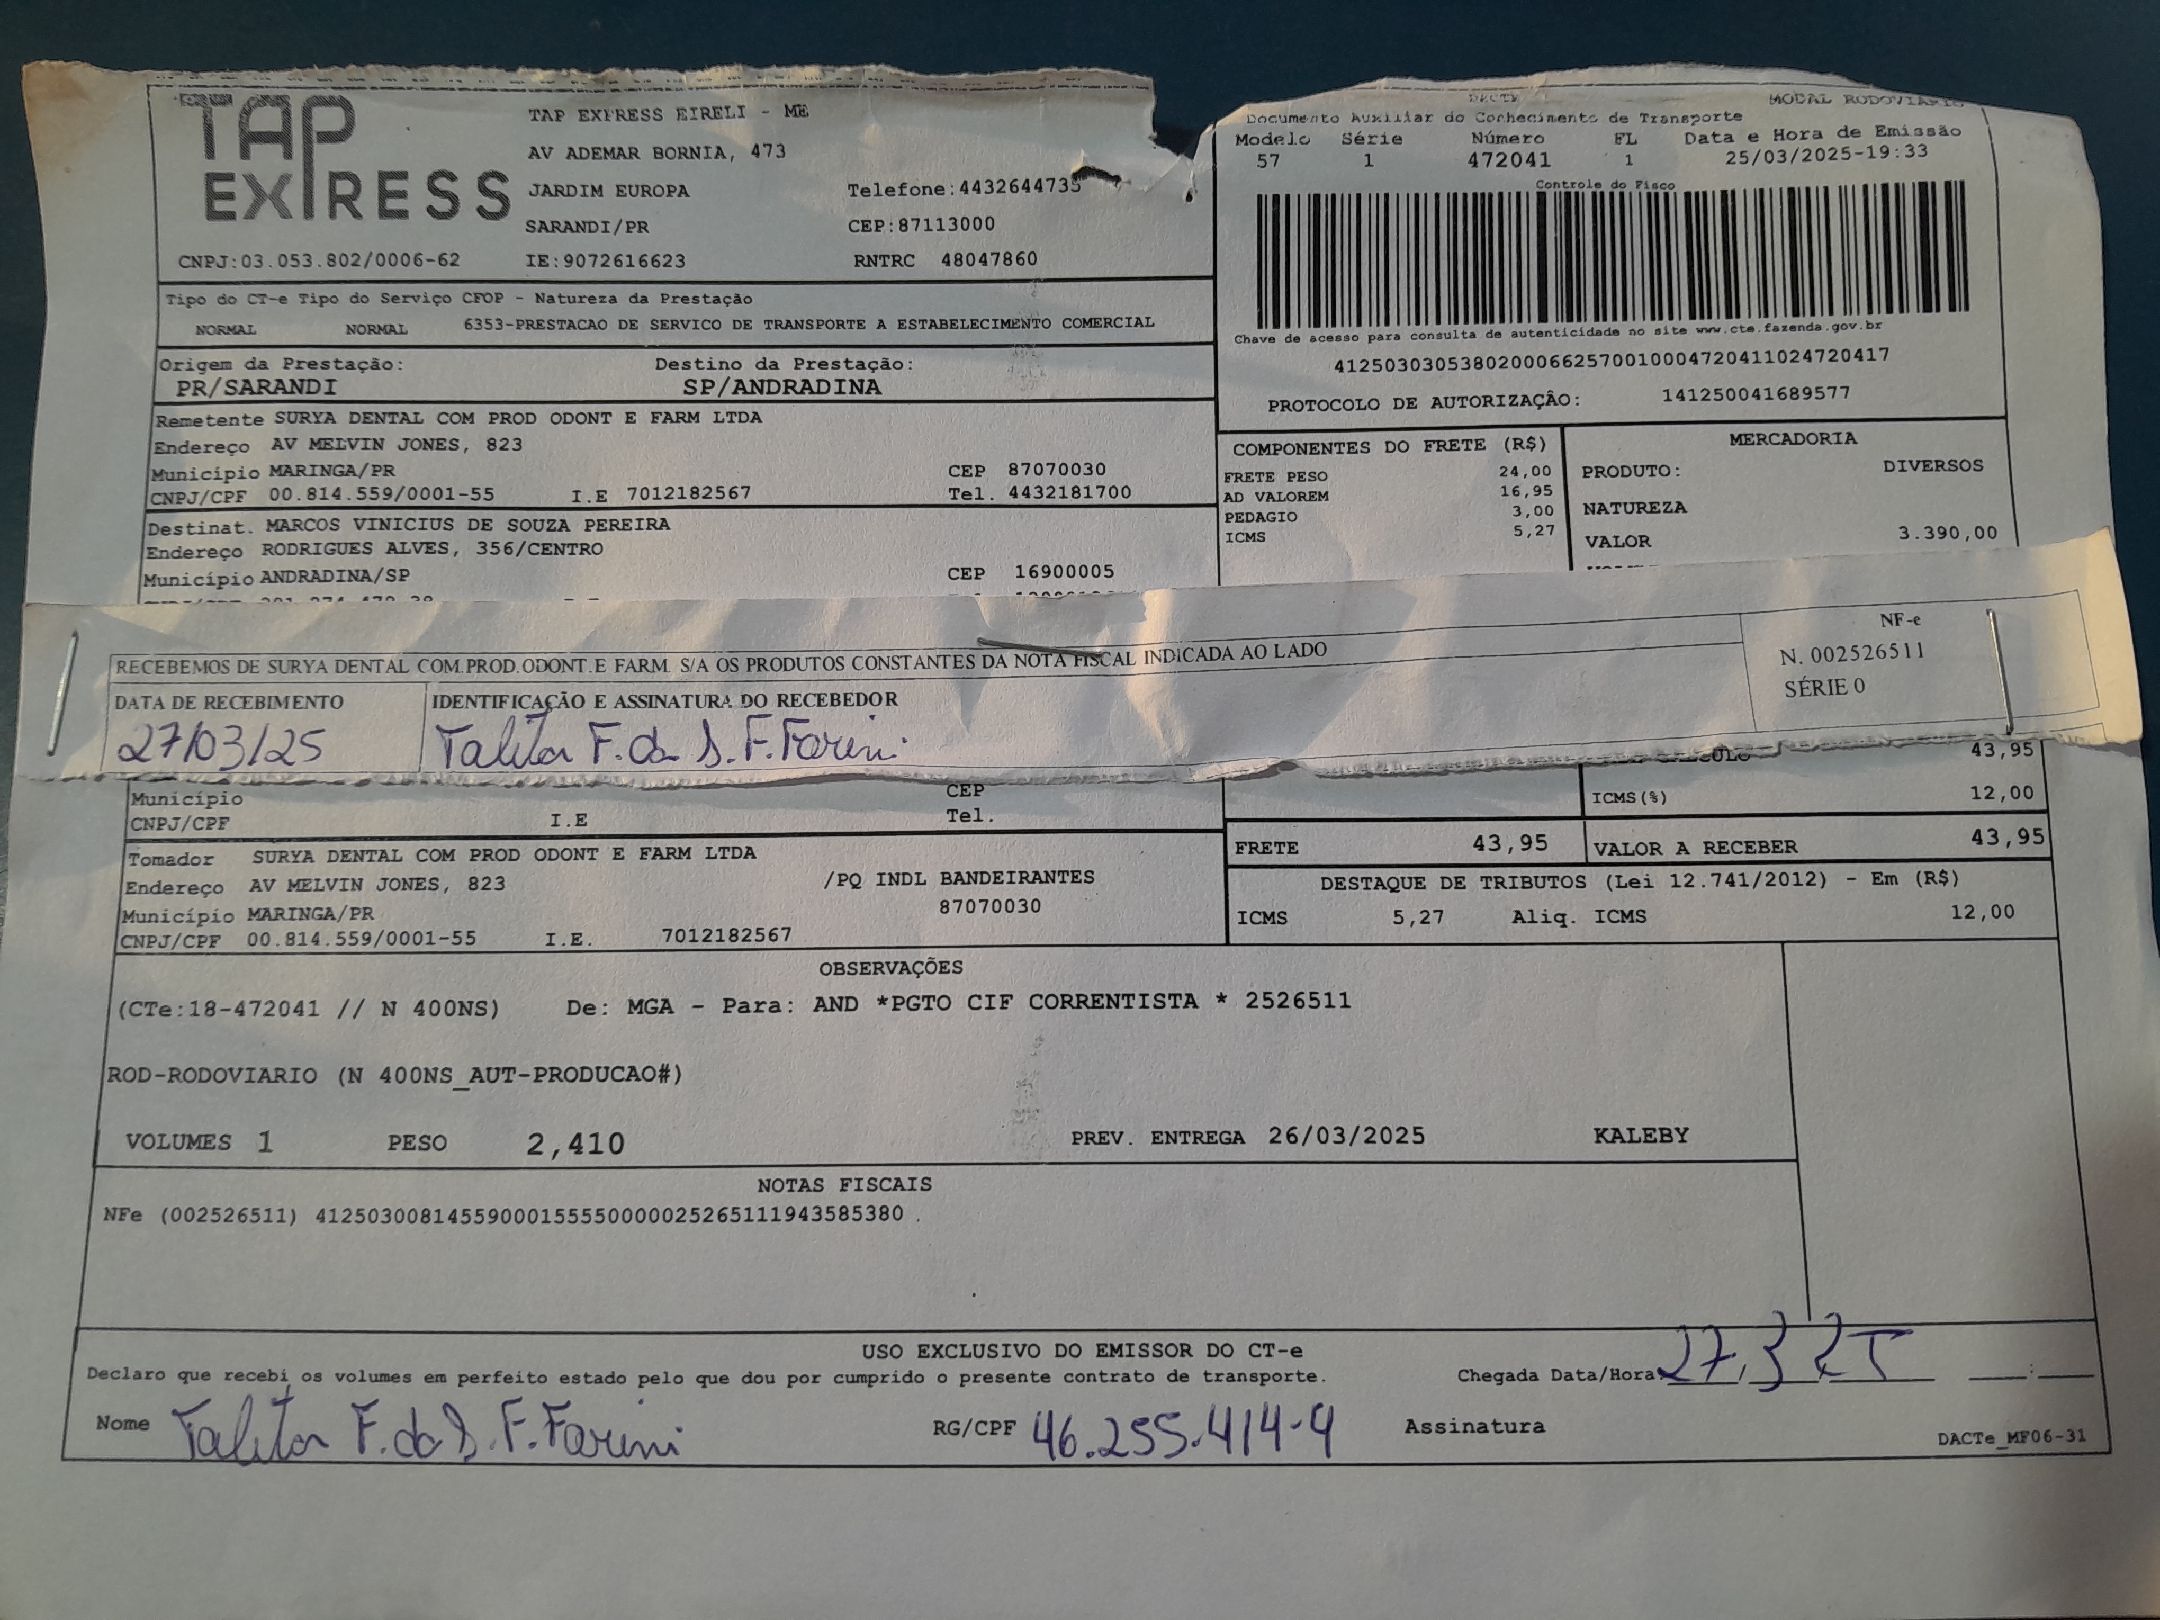 TAP EXPRESS
TAP EXPRESS EIRELI - ME
AV ADEMAR BORNIA, 473
JARDIM EUROPA Telefone:4432644735
SARANDI/PR CEP:87113000
CNPJ:03.053.802/0006-62 IE:9072616623 RNTRC 48047860
Tipo do CT-e Tipo do Serviço CFOP - Natureza da Prestação
NORMAL NORMAL 6353-PRESTACAO DE SERVICO DE TRANSPORTE A ESTABELECIMENTO COMERCIAL
Origem da Prestação: Destino da Prestação:
PR/SARANDI SP/ANDRADINA
Remetente SURYA DENTAL COM PROD ODONT E FARM LTDA
Endereço AV MELVIN JONES, 823
Município MARINGA/PR CEP 87070030
CNPJ/CPF 00.814.559/0001-55 I.E 7012182567 Tel. 4432181700
Destinat. MARCOS VINICIUS DE SOUZA PEREIRA
Endereço RODRIGUES ALVES, 356/CENTRO
Município ANDRADINA/SP CEP 16900005
DACTE MODAL RODOVIARIO
Documento Auxiliar do Conhecimento de Transporte
Modelo Série Número FL Data e Hora de Emissão
57 1 472041 1 25/03/2025-19:33
Controle do Fisco
Chave de acesso para consulta de autenticidade no site www.cte.fazenda.gov.br
41250303053802000662570010004720411024720417
PROTOCOLO DE AUTORIZAÇÃO: 141250041689577
COMPONENTES DO FRETE (R$)
FRETE PESO 24,00
AD VALOREM 16,95
PEDAGIO 3,00
ICMS 5,27
MERCADORIA
PRODUTO: DIVERSOS
NATUREZA
VALOR 3.390,00
RECEBEMOS DE SURYA DENTAL COM.PROD.ODONT.E FARM. S/A OS PRODUTOS CONSTANTES DA NOTA FISCAL INDICADA AO LADO
NF-e
N. 002526511
SÉRIE 0
DATA DE RECEBIMENTO IDENTIFICAÇÃO E ASSINATURA DO RECEBEDOR
27/03/25 Talita F. da S. F. Farini
43,95
Município CEP
CNPJ/CPF I.E Tel.
ICMS(%) 12,00
FRETE 43,95 VALOR A RECEBER 43,95
Tomador SURYA DENTAL COM PROD ODONT E FARM LTDA
Endereço AV MELVIN JONES, 823 /PQ INDL BANDEIRANTES
Município MARINGA/PR 87070030
CNPJ/CPF 00.814.559/0001-55 I.E. 7012182567
DESTAQUE DE TRIBUTOS (Lei 12.741/2012) - Em (R$)
ICMS 5,27 Aliq. ICMS 12,00
OBSERVAÇÕES
(CTe:18-472041 // N 400NS) De: MGA - Para: AND *PGTO CIF CORRENTISTA * 2526511
ROD-RODOVIARIO (N 400NS_AUT-PRODUCAO#)
VOLUMES 1 PESO 2,410 PREV. ENTREGA 26/03/2025 KALEBY
NOTAS FISCAIS
NFe (002526511) 41250300814559000155550000025265111943585380 .
USO EXCLUSIVO DO EMISSOR DO CT-e
Declaro que recebi os volumes em perfeito estado pelo que dou por cumprido o presente contrato de transporte. Chegada Data/Hora: 27 3 25 __:__
Nome Talita F. da S. F. Farini RG/CPF 46.255.414-4 Assinatura
DACTe_MF06-31